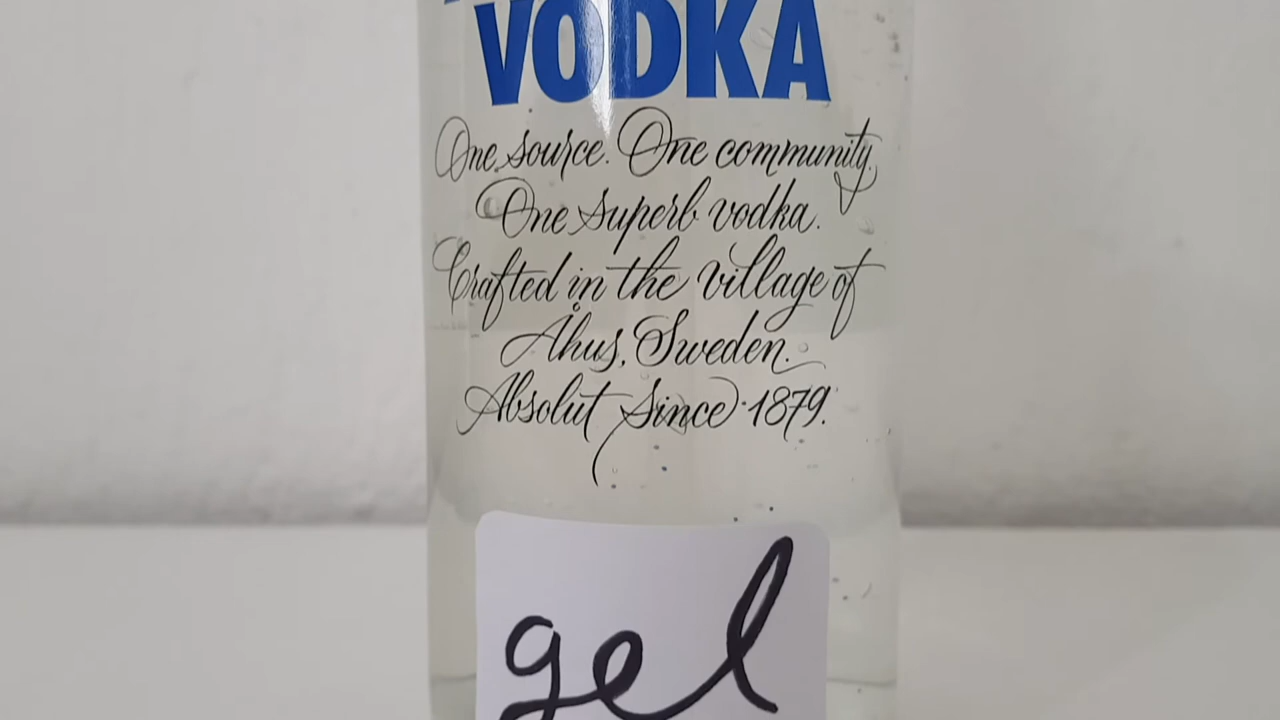 VODKA
One source. One community.
One superb vodka.
Crafted in the village of
Åhus, Sweden.
Absolut Since 1879.
gel